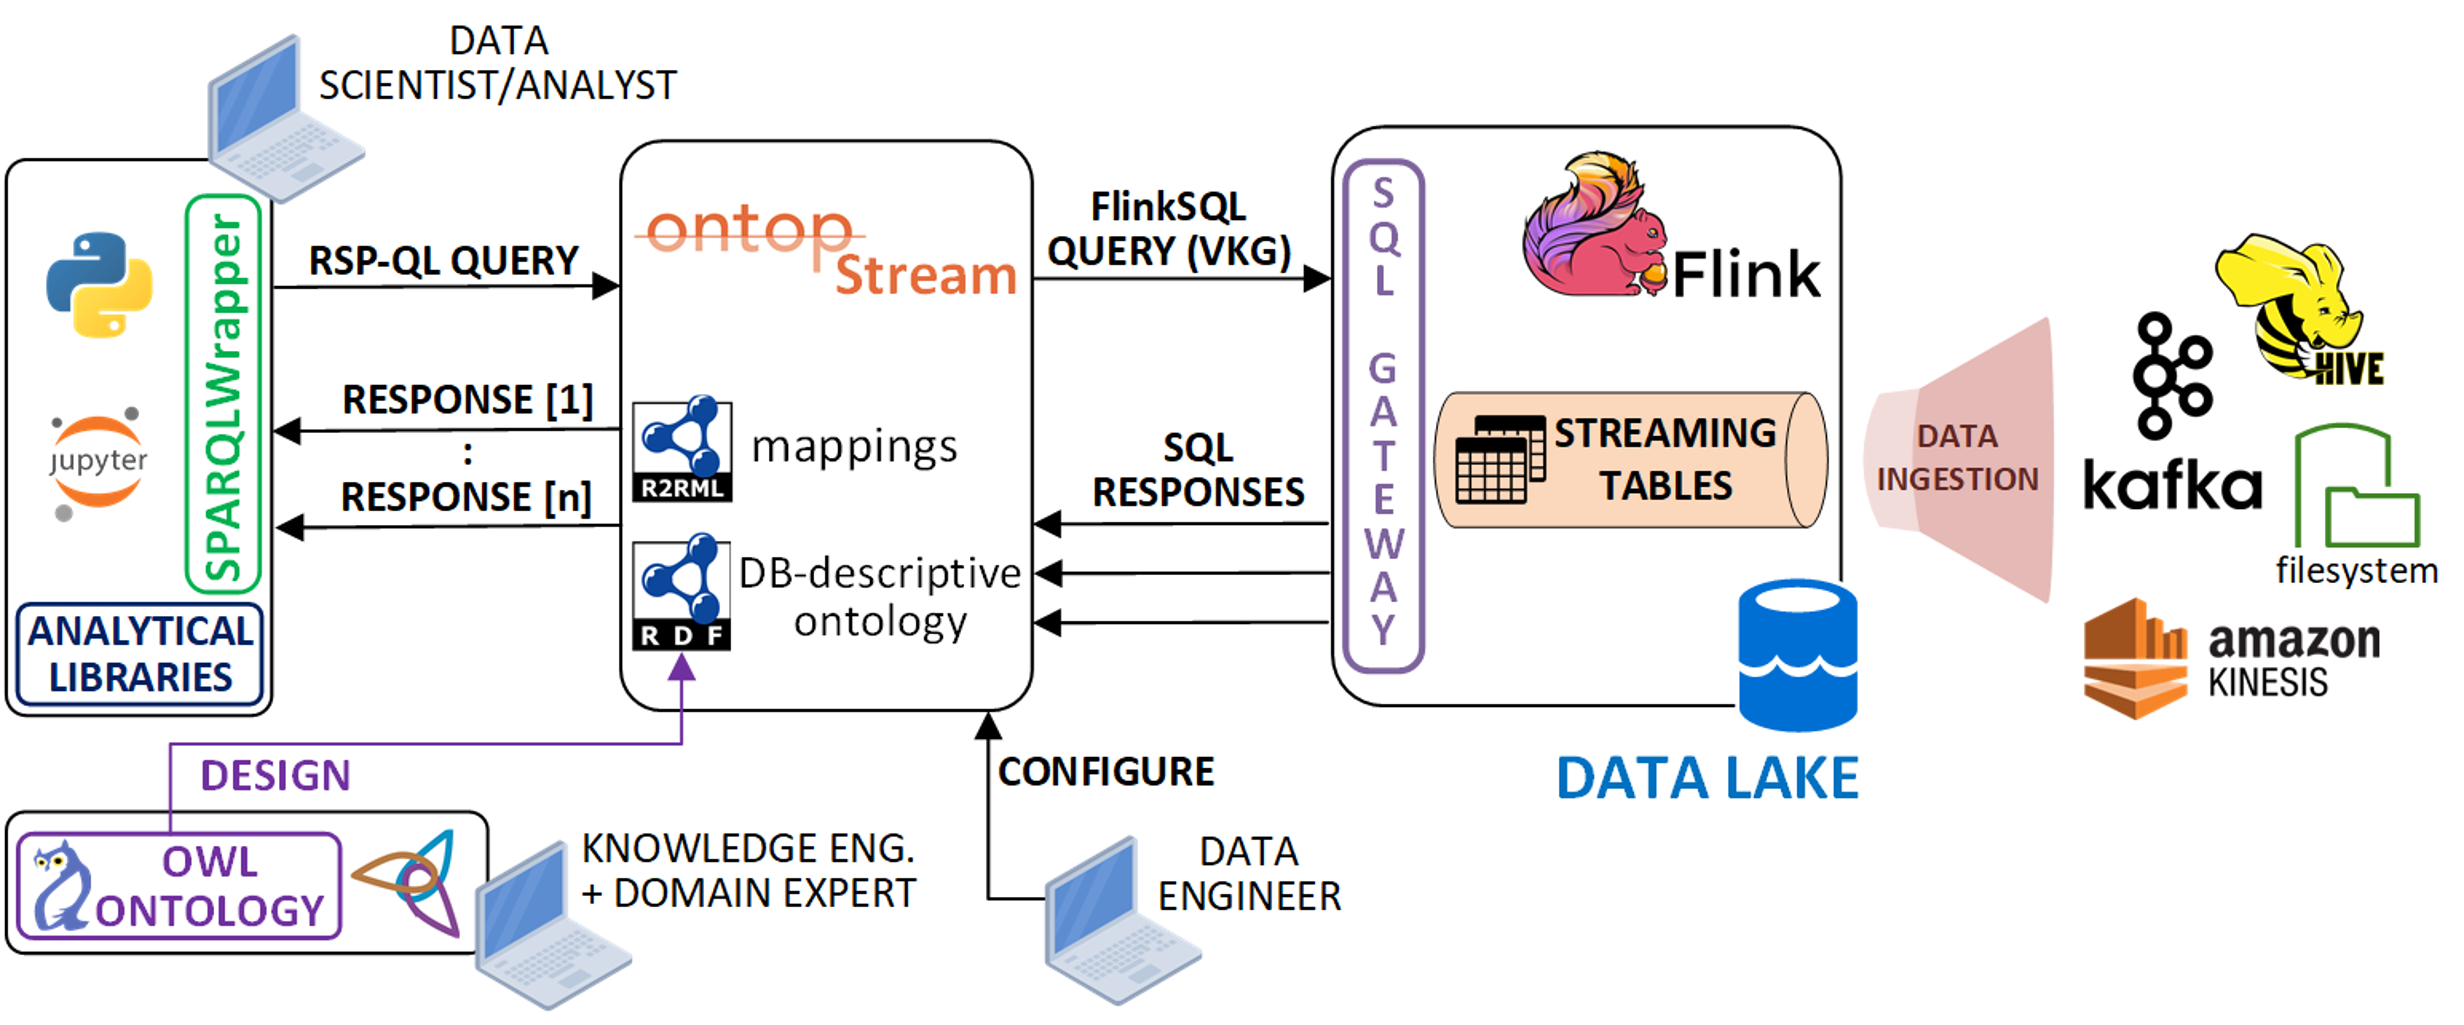 DATA
SCIENTIST/ANALYST
SPARQLWrapper
jupyter
ANALYTICAL
LIBRARIES
RSP-QL QUERY
RESPONSE [1]
:
RESPONSE [n]
ontop
Stream
R2RML
mappings
RDF
DB-descriptive
ontology
FlinkSQL
QUERY (VKG)
SQL
RESPONSES
SQL GATEWAY
Flink
STREAMING
TABLES
DATA LAKE
DATA
INGESTION
HIVE
kafka
filesystem
amazon
KINESIS
DESIGN
OWL
ONTOLOGY
KNOWLEDGE ENG.
+ DOMAIN EXPERT
CONFIGURE
DATA
ENGINEER